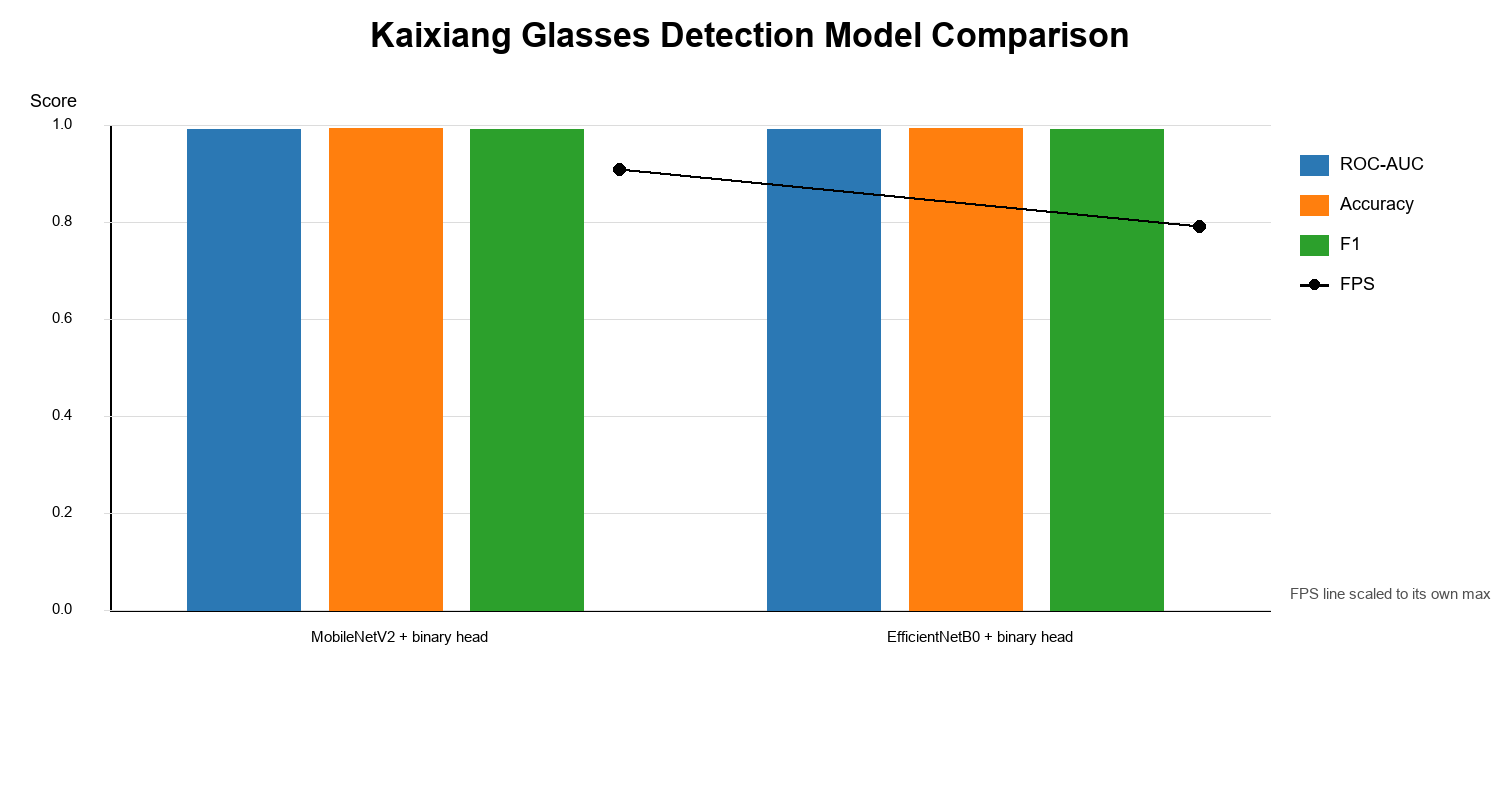 Kaixiang Glasses Detection Model Comparison
Score
1.0
0.8
0.6
0.4
0.2
0.0
MobileNetV2 + binary head
EfficientNetB0 + binary head
ROC-AUC
Accuracy
F1
FPS
FPS line scaled to its own max